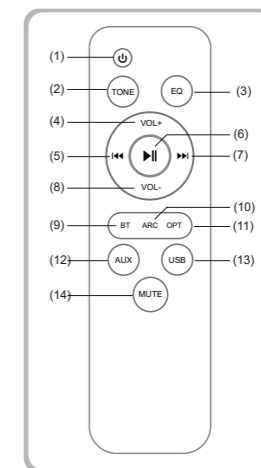 (1)
(2) TONE EQ (3)
(4) VOL+
(6)
(5) (7)
(8) VOL-
(10)
(9) BT ARC OPT (11)
(12) AUX USB (13)
(14) MUTE